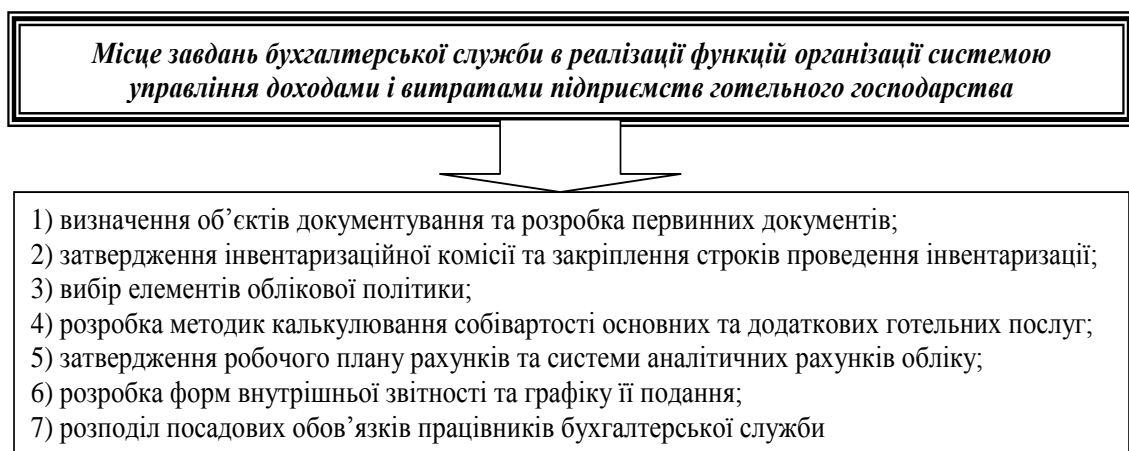 Місце завдань бухгалтерської служби в реалізації функцій організації системою
управління доходами і витратами підприємств готельного господарства
1) визначення об’єктів документування та розробка первинних документів;
2) затвердження інвентаризаційної комісії та закріплення строків проведення інвентаризації;
3) вибір елементів облікової політики;
4) розробка методик калькулювання собівартості основних та додаткових готельних послуг;
5) затвердження робочого плану рахунків та системи аналітичних рахунків обліку;
6) розробка форм внутрішньої звітності та графіку її подання;
7) розподіл посадових обов’язків працівників бухгалтерської служби